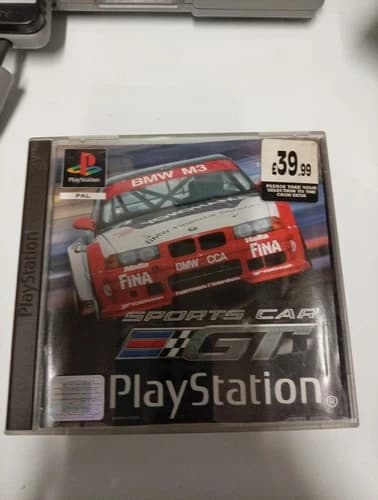 PlayStation
PAL
BMW M3
£39.99
PLEASE TAKE YOUR
SELECTION TO THE
CASH DESK
FINA
FINA
BMW CCA
SPORTS CAR
GT
PlayStation®
PlayStation